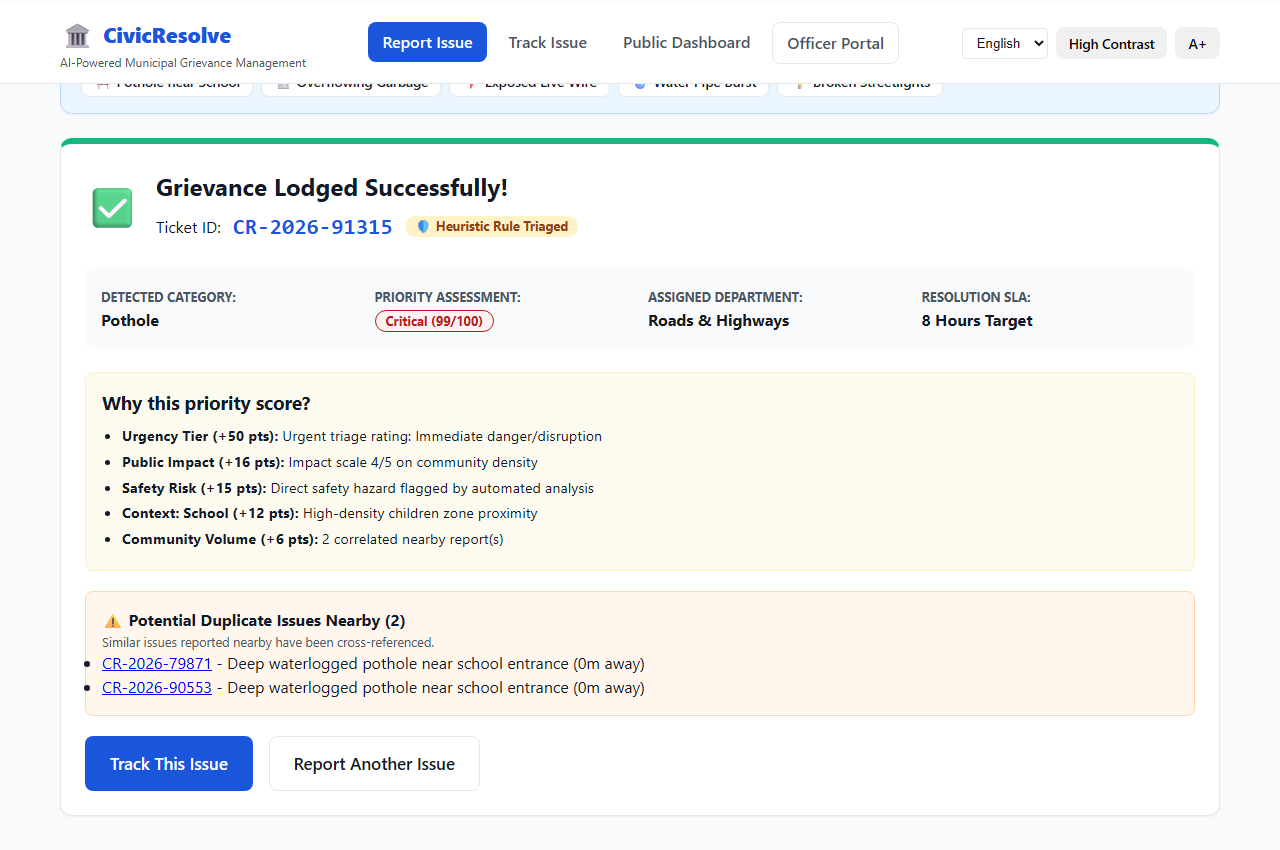 CivicResolve
AI-Powered Municipal Grievance Management
Report Issue
Track Issue
Public Dashboard
Officer Portal
English
High Contrast
A+
Pothole near School
Overflowing Garbage
Exposed Live Wire
Water Pipe Burst
Broken Streetlights
Grievance Lodged Successfully!
Ticket ID: CR-2026-91315 Heuristic Rule Triaged
DETECTED CATEGORY:
Pothole
PRIORITY ASSESSMENT:
Critical (99/100)
ASSIGNED DEPARTMENT:
Roads & Highways
RESOLUTION SLA:
8 Hours Target
Why this priority score?
• Urgency Tier (+50 pts): Urgent triage rating: Immediate danger/disruption
• Public Impact (+16 pts): Impact scale 4/5 on community density
• Safety Risk (+15 pts): Direct safety hazard flagged by automated analysis
• Context: School (+12 pts): High-density children zone proximity
• Community Volume (+6 pts): 2 correlated nearby report(s)
Potential Duplicate Issues Nearby (2)
Similar issues reported nearby have been cross-referenced.
• CR-2026-79871 - Deep waterlogged pothole near school entrance (0m away)
• CR-2026-90553 - Deep waterlogged pothole near school entrance (0m away)
Track This Issue
Report Another Issue